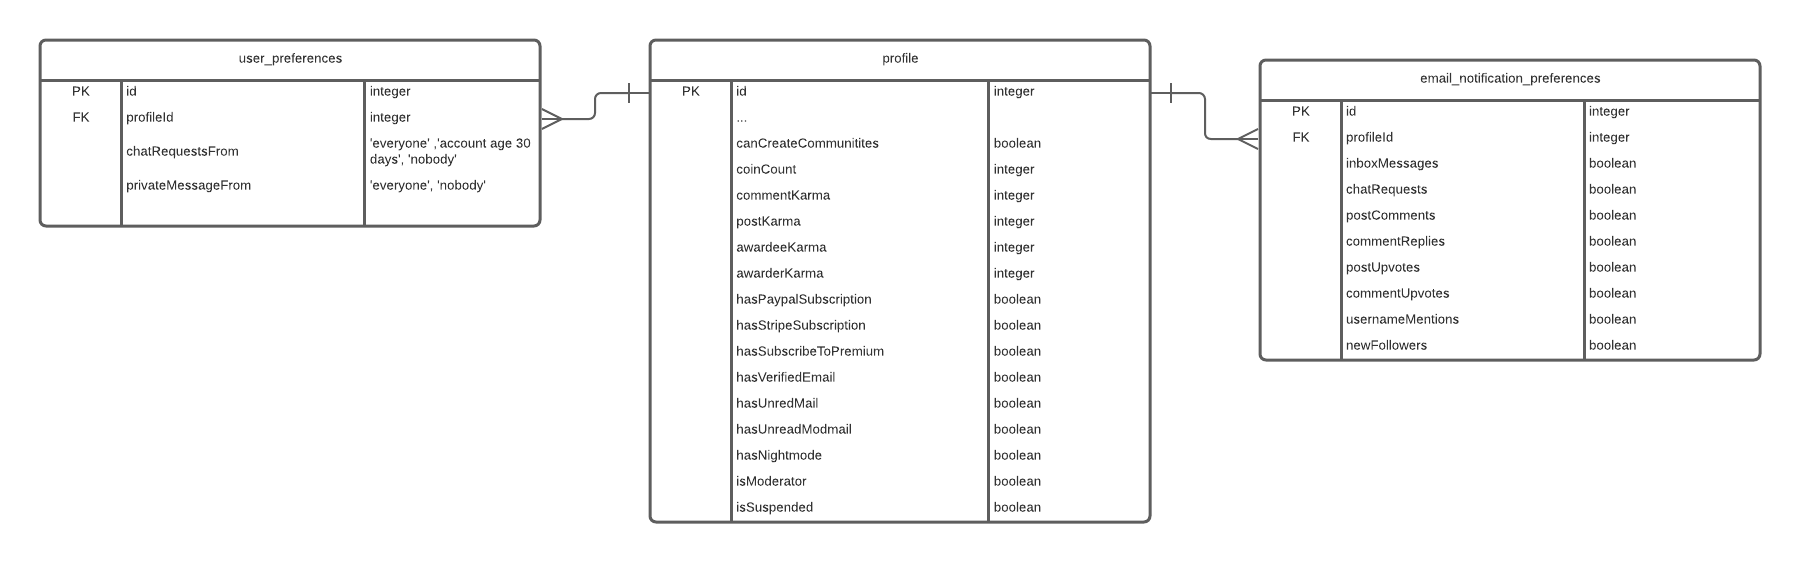 user_preferences
PK id integer
FK profileId integer
chatRequestsFrom 'everyone' ,'account age 30
days', 'nobody'
privateMessageFrom 'everyone', 'nobody'
profile
PK id integer
...
canCreateCommunitites boolean
coinCount integer
commentKarma integer
postKarma integer
awardeeKarma integer
awarderKarma integer
hasPaypalSubscription boolean
hasStripeSubscription boolean
hasSubscribeToPremium boolean
hasVerifiedEmail boolean
hasUnredMail boolean
hasUnreadModmail boolean
hasNightmode boolean
isModerator boolean
isSuspended boolean
email_notification_preferences
PK id integer
FK profileId integer
inboxMessages boolean
chatRequests boolean
postComments boolean
commentReplies boolean
postUpvotes boolean
commentUpvotes boolean
usernameMentions boolean
newFollowers boolean